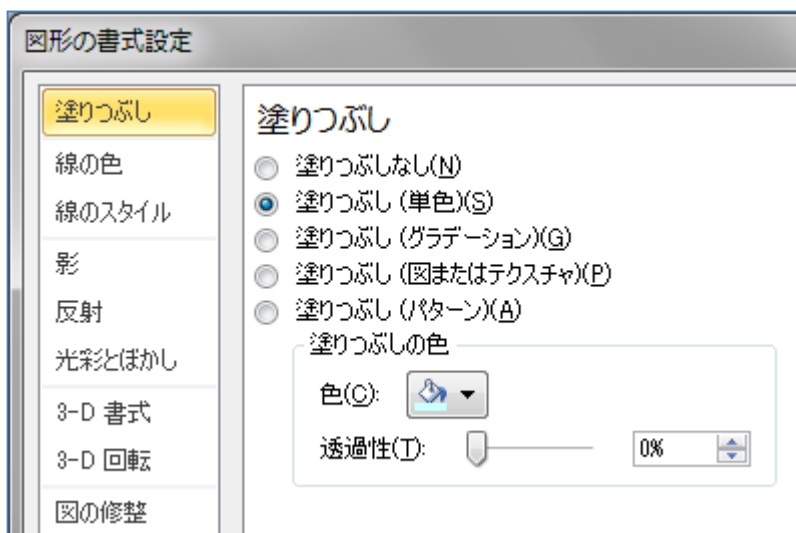 図形の書式設定
塗りつぶし
線の色
線のスタイル
影
反射
光彩とぼかし
3-D 書式
3-D 回転
図の修整
塗りつぶし
塗りつぶしなし(N)
塗りつぶし (単色)(S)
塗りつぶし (グラデーション)(G)
塗りつぶし (図またはテクスチャ)(P)
塗りつぶし (パターン)(A)
塗りつぶしの色
色(C):
透過性(T): 0%